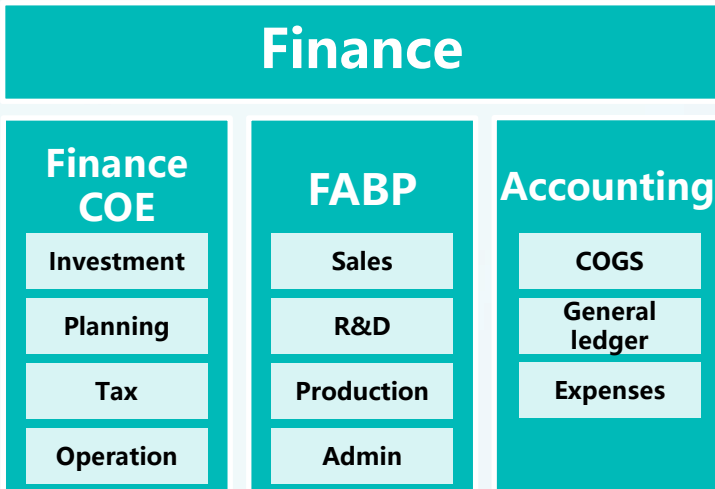 Finance
Finance
COE
Investment
Planning
Tax
Operation
FABP
Sales
R&D
Production
Admin
Accounting
COGS
General
ledger
Expenses